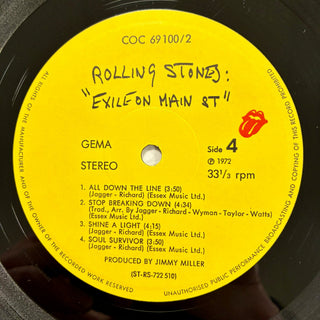 COC 69100/2
ROLLING STONES:
"EXILE ON MAIN ST"
GEMA
STEREO
Side 4
℗ 1972
33 1/3 rpm
1. ALL DOWN THE LINE (3:50)
(Jagger - Richard) (Essex Music Ltd.)
2. STOP BREAKING DOWN (4:34)
(Trad., Arr. By Jagger - Richard - Wyman - Taylor - Watts)
(Essex Music Ltd.)
3. SHINE A LIGHT (4:15)
(Jagger - Richard) (Essex Music Ltd.)
4. SOUL SURVIVOR (3:50)
(Jagger - Richard) (Essex Music Ltd.)
PRODUCED BY JIMMY MILLER
(ST-RS-722 510)
ALL RIGHTS OF THE MANUFACTURER AND OF THE OWNER OF THE RECORDED WORK RESERVED
UNAUTHORISED PUBLIC PERFORMANCE BROADCASTING AND COPYING OF THIS RECORD PROHIBITED